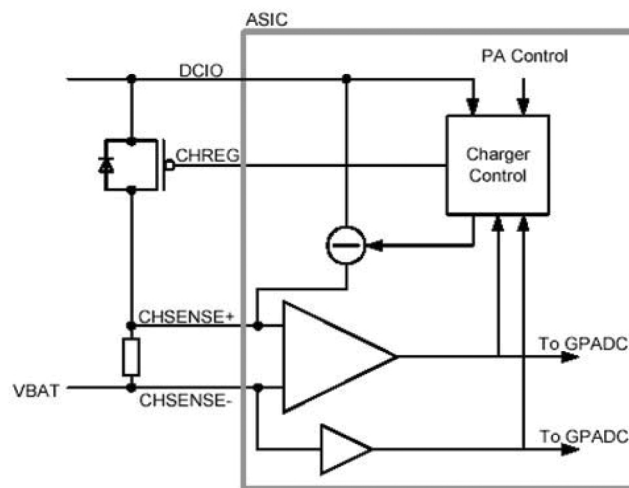 ASIC
DCIO
PA Control
CHREG
Charger
Control
CHSENSE+
To GPADC
VBAT
CHSENSE-
To GPADC